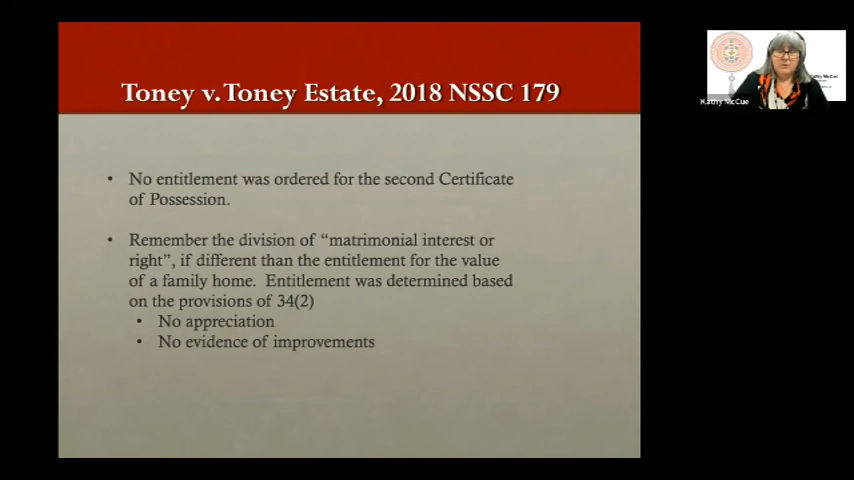 Toney v. Toney Estate, 2018 NSSC 179
• No entitlement was ordered for the second Certificate
of Possession.
• Remember the division of “matrimonial interest or
right”, if different than the entitlement for the value
of a family home. Entitlement was determined based
on the provisions of 34(2)
• No appreciation
• No evidence of improvements
Kathy McCue
Kathy McCue